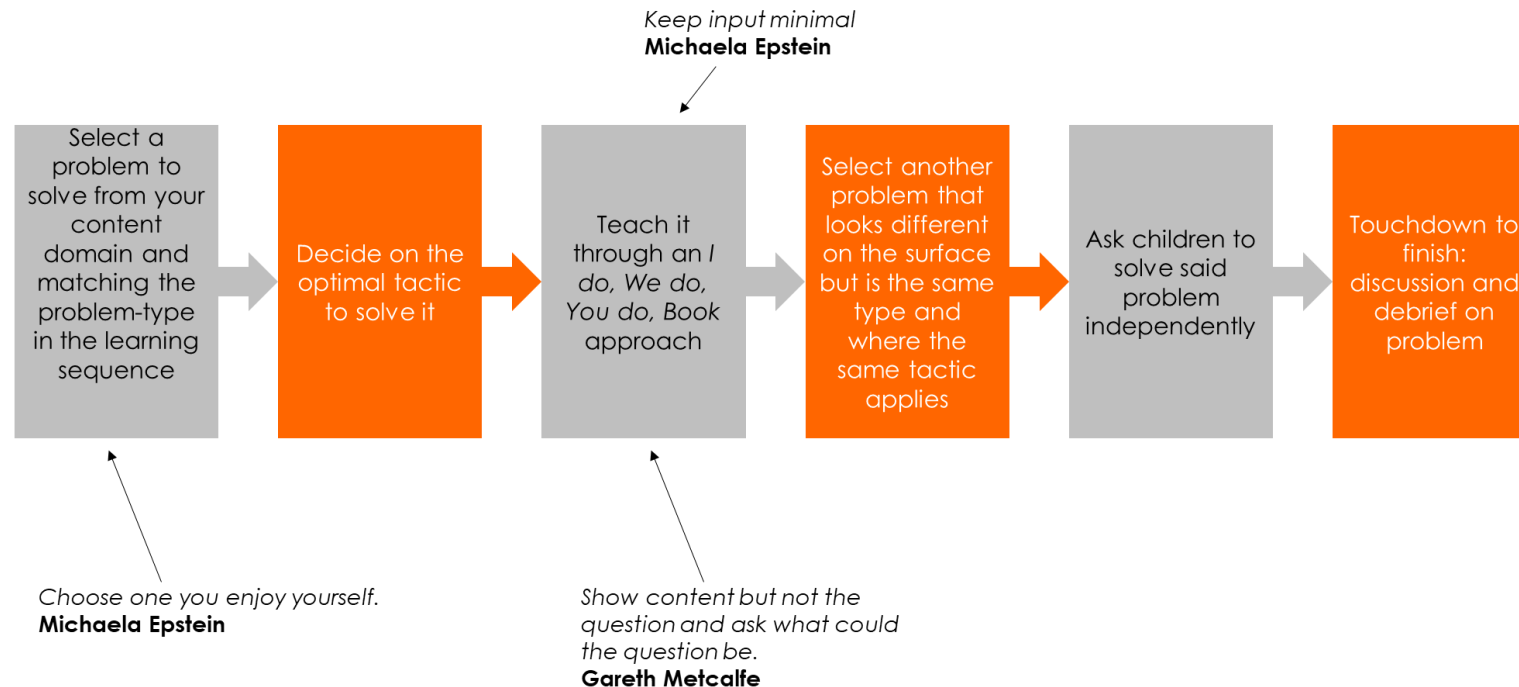 Keep input minimal
Michaela Epstein
Select a
problem to
solve from your
content
domain and
matching the
problem-type
in the learning
sequence
Decide on the
optimal tactic
to solve it
Teach it
through an I
do, We do,
You do, Book
approach
Select another
problem that
looks different
on the surface
but is the same
type and
where the
same tactic
applies
Ask children to
solve said
problem
independently
Touchdown to
finish:
discussion and
debrief on
problem
Choose one you enjoy yourself.
Michaela Epstein
Show content but not the
question and ask what could
the question be.
Gareth Metcalfe